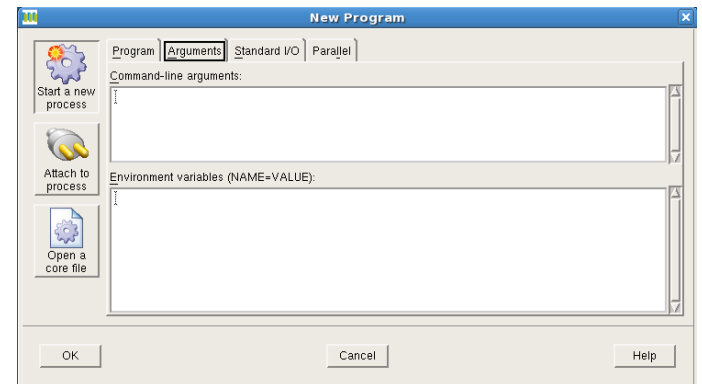 New Program
Start a new
process
Attach to
process
Open a
core file
Program Arguments Standard I/O Parallel
Command-line arguments:
Environment variables (NAME=VALUE):
OK Cancel Help